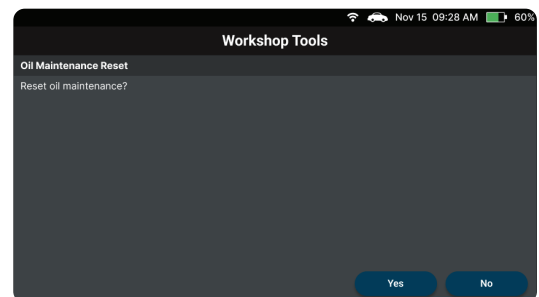 Nov 15 09:28 AM 60%
Workshop Tools
Oil Maintenance Reset
Reset oil maintenance?
Yes No